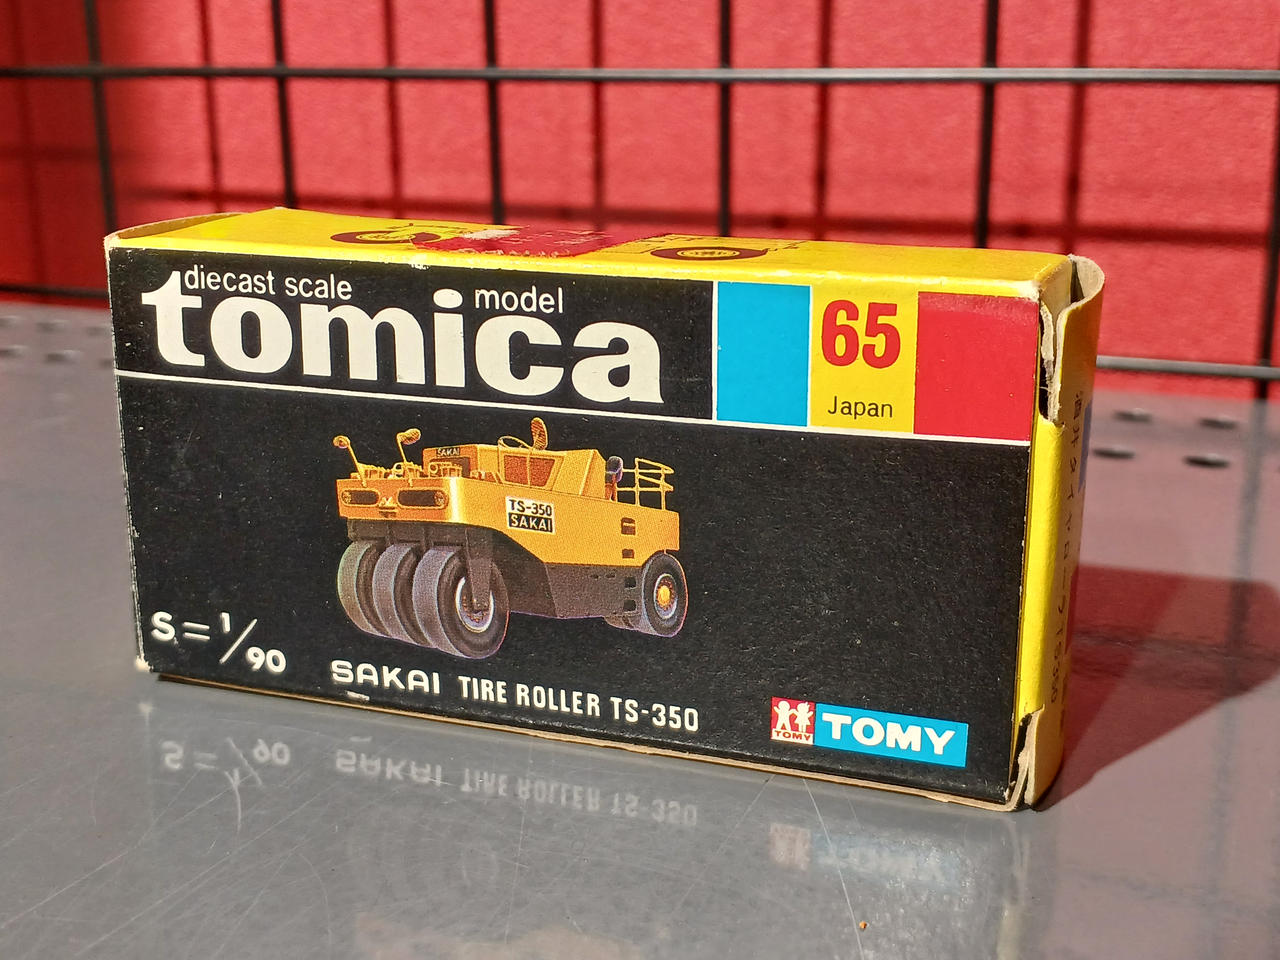 diecast scale model
tomica
65
Japan
SAKAI
TS-350
SAKAI
S = 1/90
SAKAI TIRE ROLLER TS-350
TOMY
TOMY